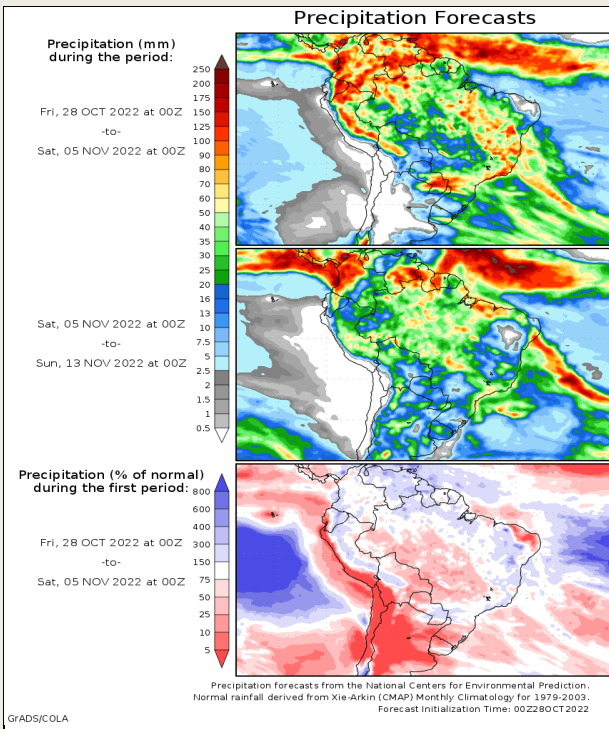 Precipitation Forecasts
Precipitation (mm)
during the period:
Fri, 28 OCT 2022 at 00Z
-to-
Sat, 05 NOV 2022 at 00Z
250
200
175
150
125
100
90
80
70
60
50
40
35
30
25
20
16
13
10
7.5
5
2.5
2
1.5
1
0.5
Sat, 05 NOV 2022 at 00Z
-to-
Sun, 13 NOV 2022 at 00Z
Precipitation (% of normal)
during the first period:
Fri, 28 OCT 2022 at 00Z
-to-
Sat, 05 NOV 2022 at 00Z
800
600
400
300
150
75
50
25
10
5
Precipitation forecasts from the National Centers for Environmental Prediction.
Normal rainfall derived from Xie-Arkin (CMAP) Monthly Climatology for 1979-2003.
Forecast Initialization Time: 00Z28OCT2022
GrADS/COLA